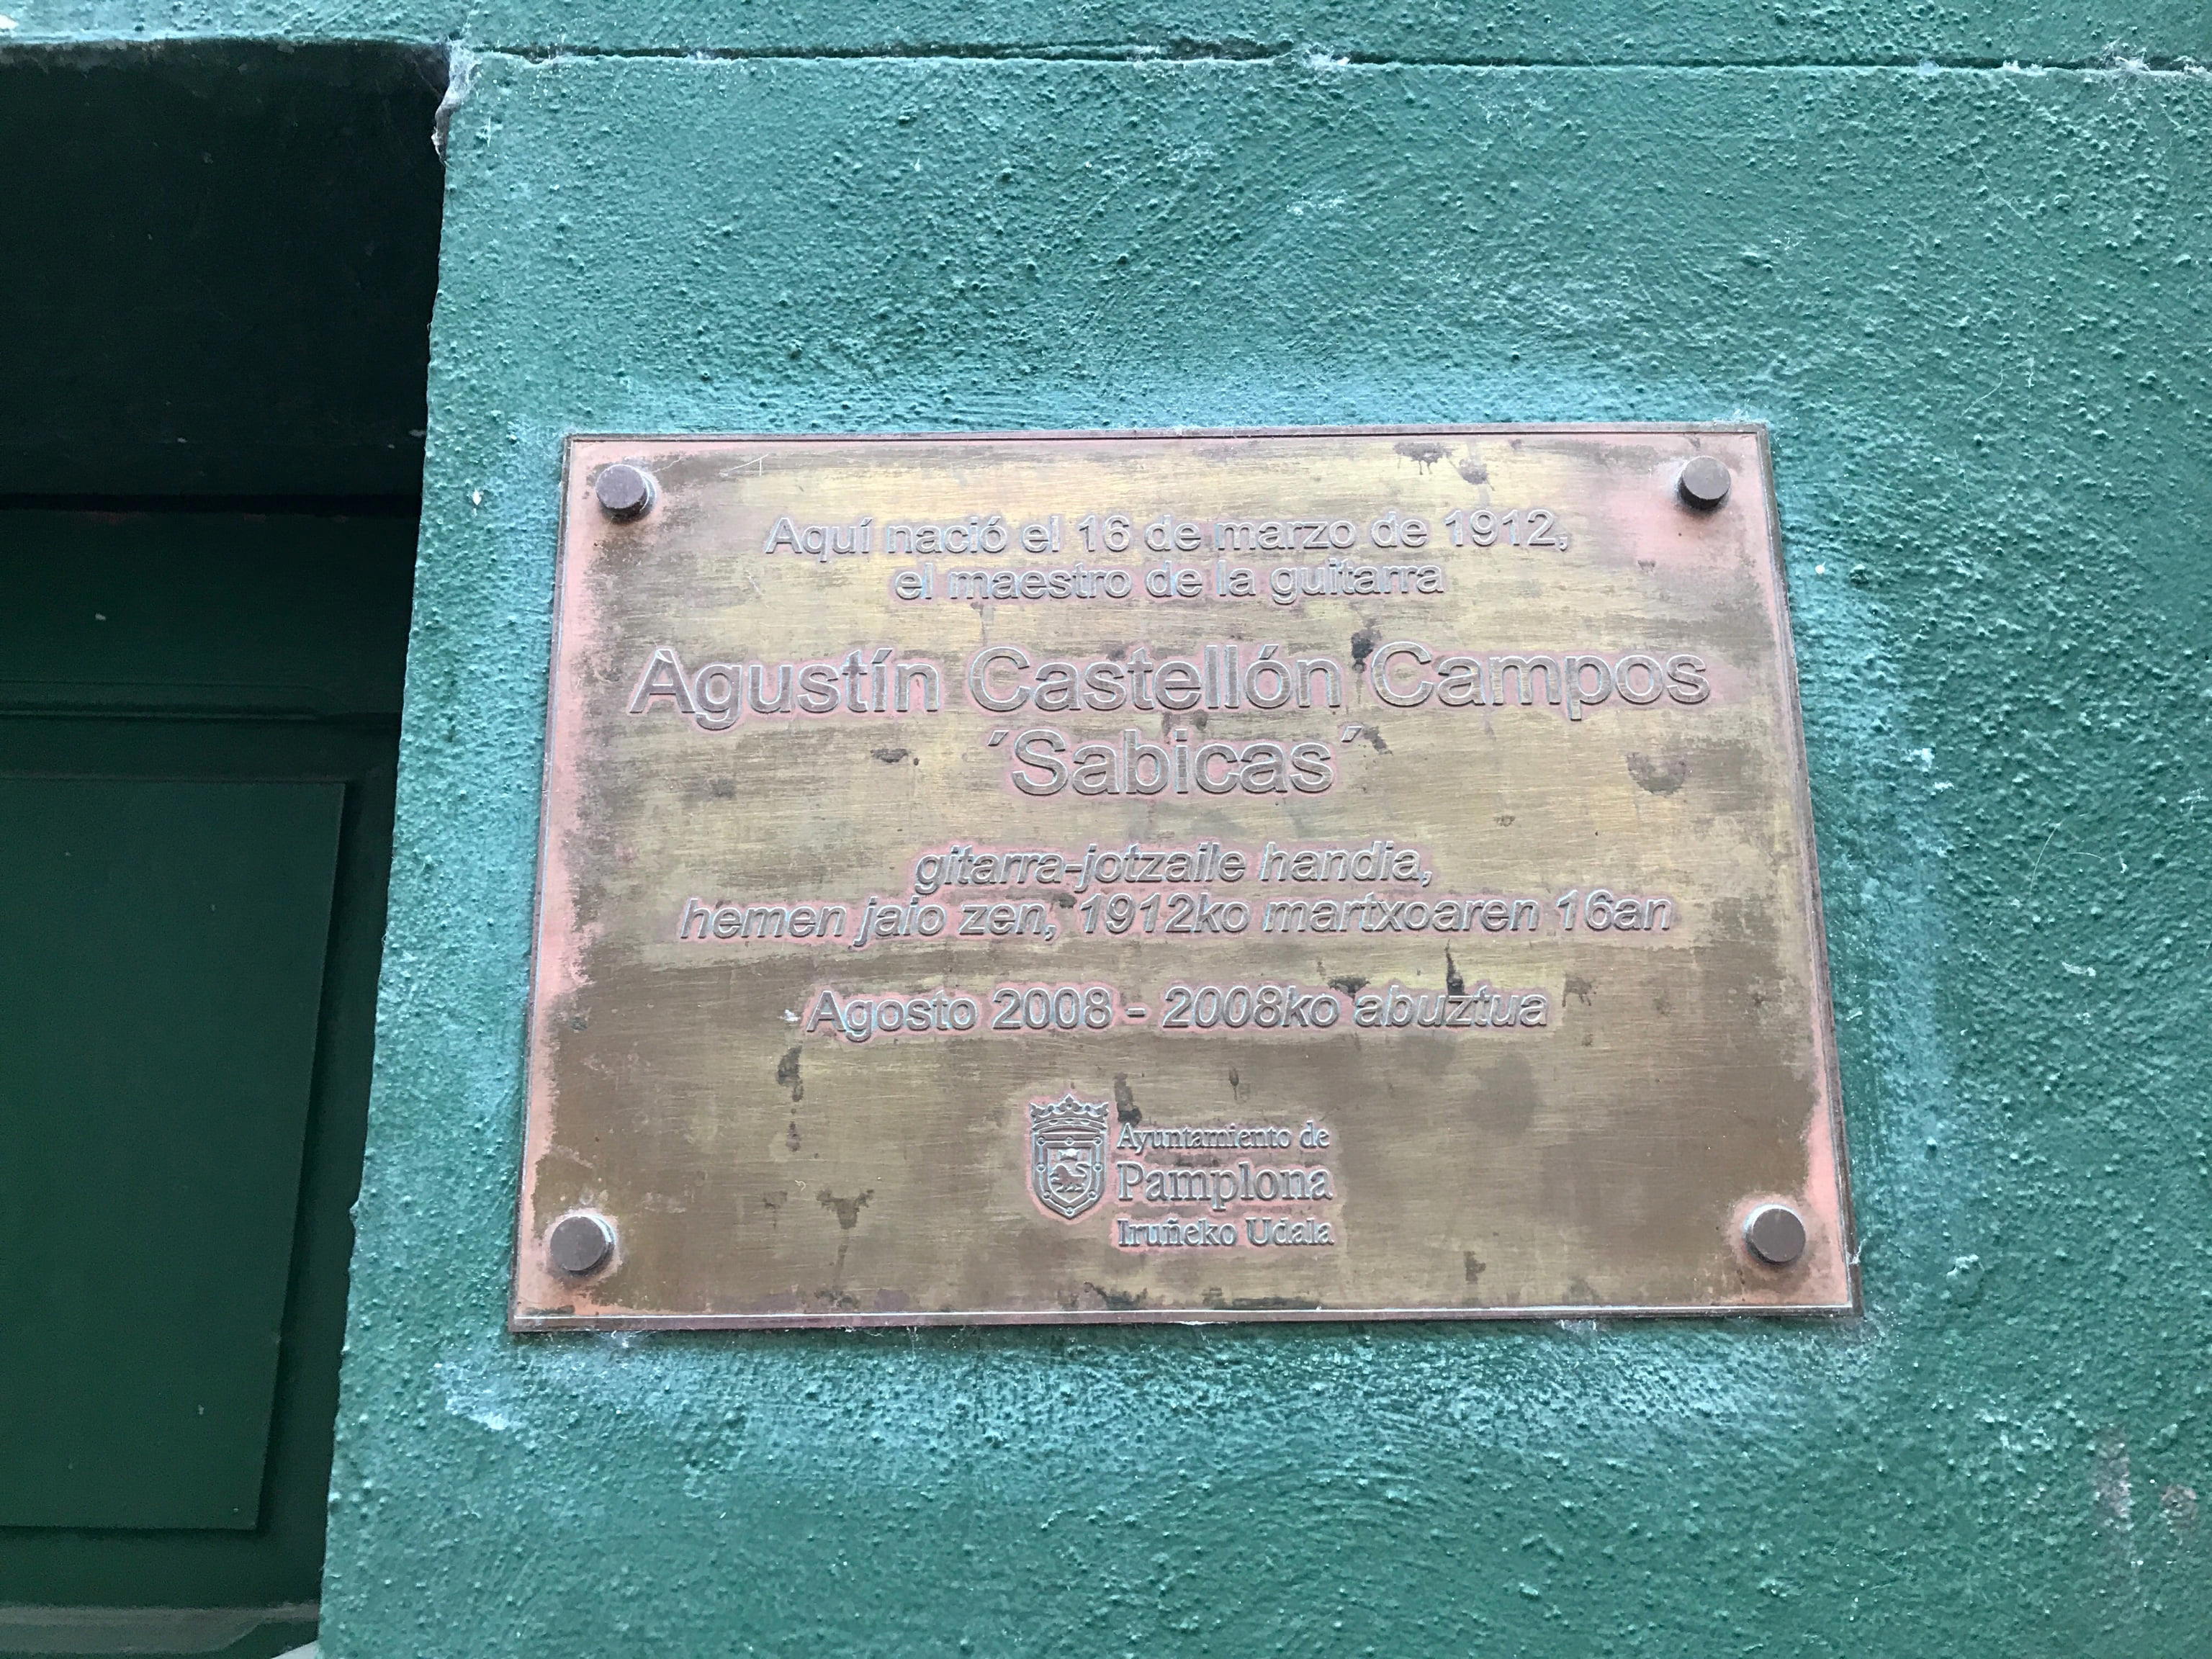 Aquí nació el 16 de marzo de 1912,
el maestro de la guitarra
Agustín Castellón Campos
´Sabicas´
gitarra-jotzaile handia,
hemen jaio zen, 1912ko martxoaren 16an
Agosto 2008 - 2008ko abuztua
Ayuntamiento de
Pamplona
Iruñeko Udala